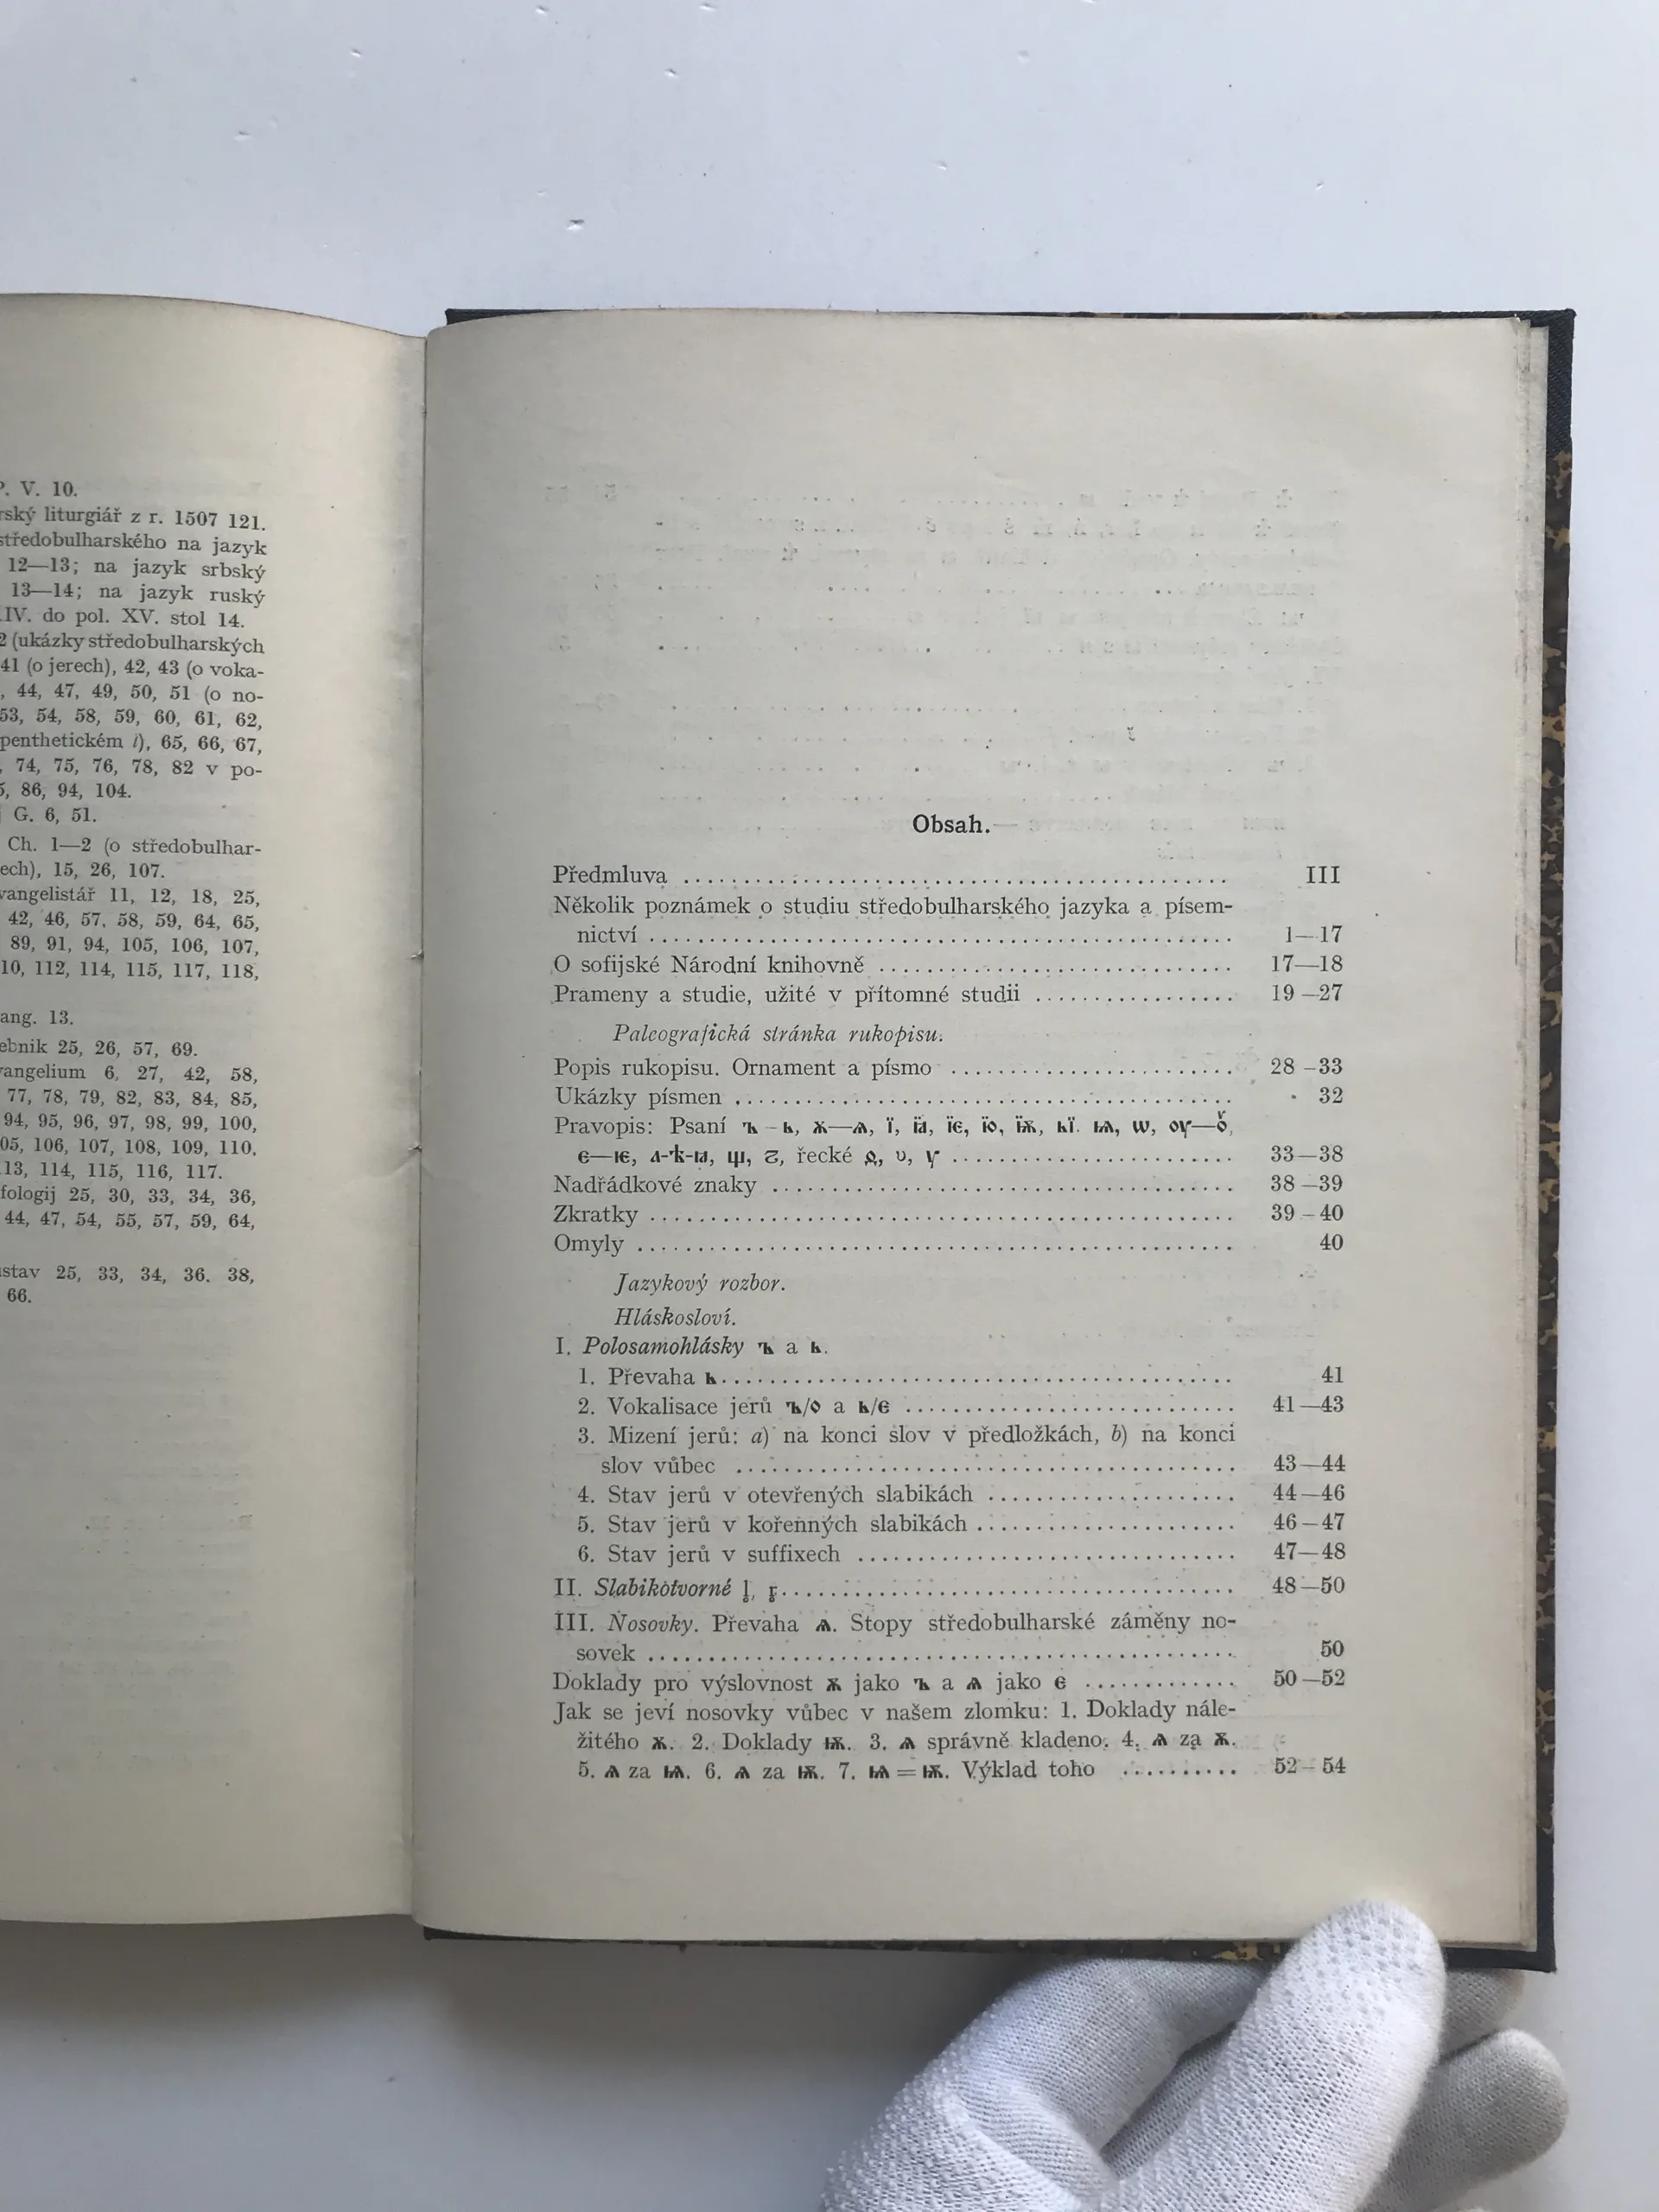 P. V. 10.
rský liturgiář z r. 1507 121.
středobulharského na jazyk
12—13; na jazyk srbský
13—14; na jazyk ruský
IV. do pol. XV. stol 14.
2 (ukázky středobulharských
41 (o jerech), 42, 43 (o voka-
, 44, 47, 49, 50, 51 (o no-
53, 54, 58, 59, 60, 61, 62,
penthetickém l), 65, 66, 67,
, 74, 75, 76, 78, 82 v po-
5, 86, 94, 104.
G. 6, 51.
Ch. 1—2 (o středobulhar-
ech), 15, 26, 107.
vangelistář 11, 12, 18, 25,
42, 46, 57, 58, 59, 64, 65,
89, 91, 94, 105, 106, 107,
10, 112, 114, 115, 117, 118,
ang. 13.
ebnik 25, 26, 57, 69.
vangelium 6, 27, 42, 58,
77, 78, 79, 82, 83, 84, 85,
94, 95, 96, 97, 98, 99, 100,
05, 106, 107, 108, 109, 110,
13, 114, 115, 116, 117.
fologij 25, 30, 33, 34, 36,
44, 47, 54, 55, 57, 59, 64,
stav 25, 33, 34, 36. 38,
66.
Obsah.
Předmluva ........ III
Několik poznámek o studiu středobulharského jazyka a písem-
nictví ........ 1—17
O sofijské Národní knihovně ........ 17—18
Prameny a studie, užité v přítomné studii ........ 19—27
Paleografická stránka rukopisu.
Popis rukopisu. Ornament a písmo ........ 28—33
Ukázky písmen ........ 32
Pravopis: Psaní ъ—ь, ѫ—ѧ, ї, їа, їє, їо, їѫ, ьї. ѩ, ѡ, оу—ŏ,
є—ѥ, ѧ-ѣ-ꙗ, щ, ꙁ, řecké ѳ, υ, ѵ ........ 33—38
Nadřádkové znaky ........ 38—39
Zkratky ........ 39—40
Omyly ........ 40
Jazykový rozbor.
Hláskosloví.
I. Polosamohlásky ъ a ь.
1. Převaha ь ........ 41
2. Vokalisace jerů ъ/о a ь/є ........ 41—43
3. Mizení jerů: a) na konci slov v předložkách, b) na konci
slov vůbec ........ 43—44
4. Stav jerů v otevřených slabikách ........ 44—46
5. Stav jerů v kořenných slabikách ........ 46—47
6. Stav jerů v suffixech ........ 47—48
II. Slabikotvorné l̥, r̥ ........ 48—50
III. Nosovky. Převaha ѧ. Stopy středobulharské záměny no-
sovek ........ 50
Doklady pro výslovnost ѫ jako ъ a ѧ jako є ........ 50—52
Jak se jeví nosovky vůbec v našem zlomku: 1. Doklady nále-
žitého ѫ. 2. Doklady ѭ. 3. ѧ správně kladeno. 4. ѧ za ѫ.
5. ѧ za ѩ. 6. ѧ za ѭ. 7. ѩ = ѭ. Výklad toho ........ 52—54